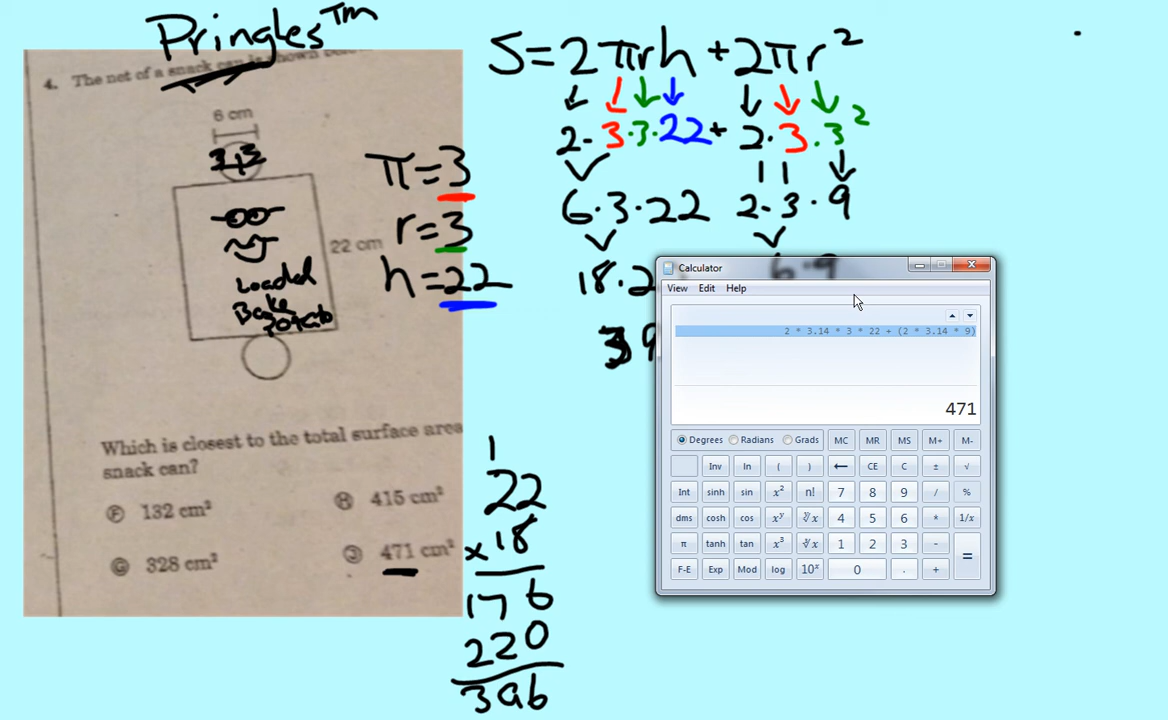 Pringles™
4. The net of a snack can is shown
6 cm
3 3
22 cm
Loaded
Bake
Potato
Which is closest to the total surface area
snack can?
F 132 cm²
H 415 cm²
G 328 cm²
J 471 cm²
π=3
r=3
h=22
S=2πrh+2πr²
2·3·3·22+2·3·3²
6·3·22 2·3·9
18·2 6·9
39
1
22
x18
176
220
396
Calculator
View Edit Help
2 * 3.14 * 3 * 22 + (2 * 3.14 * 9)
471
Degrees Radians Grads MC MR MS M+ M-
Inv ln ( ) ← CE C ± √
Int sinh sin x² n! 7 8 9 / %
dms cosh cos xʸ ʸ√x 4 5 6 * 1/x
π tanh tan x³ ³√x 1 2 3 - =
F-E Exp Mod log 10ˣ 0 . +